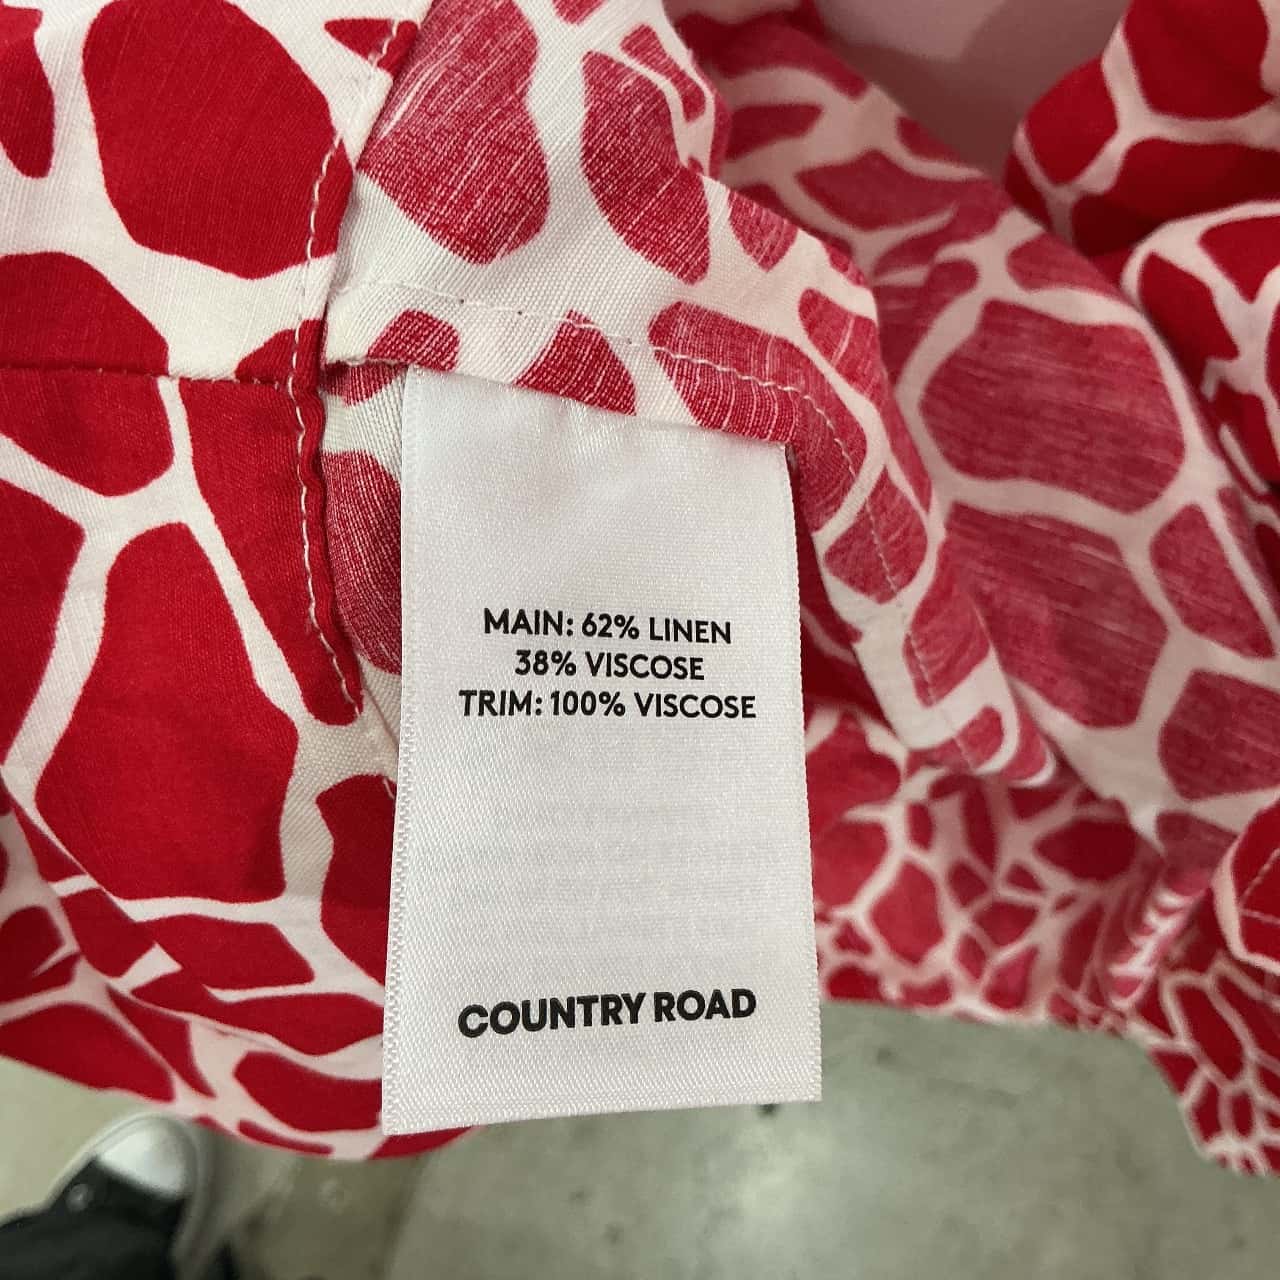 MAIN: 62% LINEN
38% VISCOSE
TRIM: 100% VISCOSE
COUNTRY ROAD